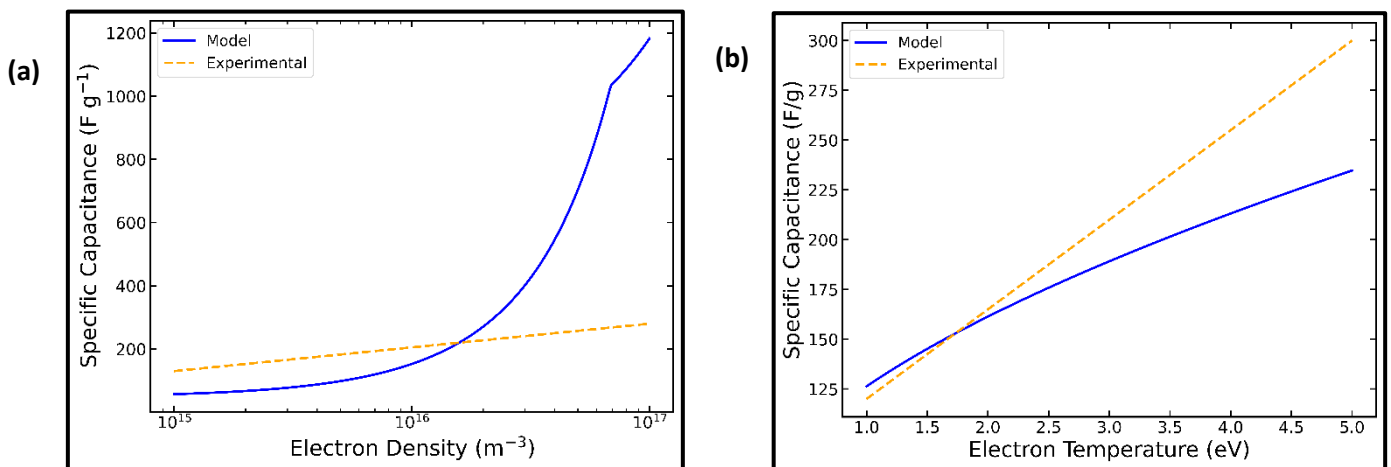 (a)
Specific Capacitance (F g⁻¹)
1200
1000
800
600
400
200
Model
Experimental
10¹⁵
10¹⁶
10¹⁷
Electron Density (m⁻³)
(b)
Specific Capacitance (F/g)
300
275
250
225
200
175
150
125
Model
Experimental
1.0 1.5 2.0 2.5 3.0 3.5 4.0 4.5 5.0
Electron Temperature (eV)